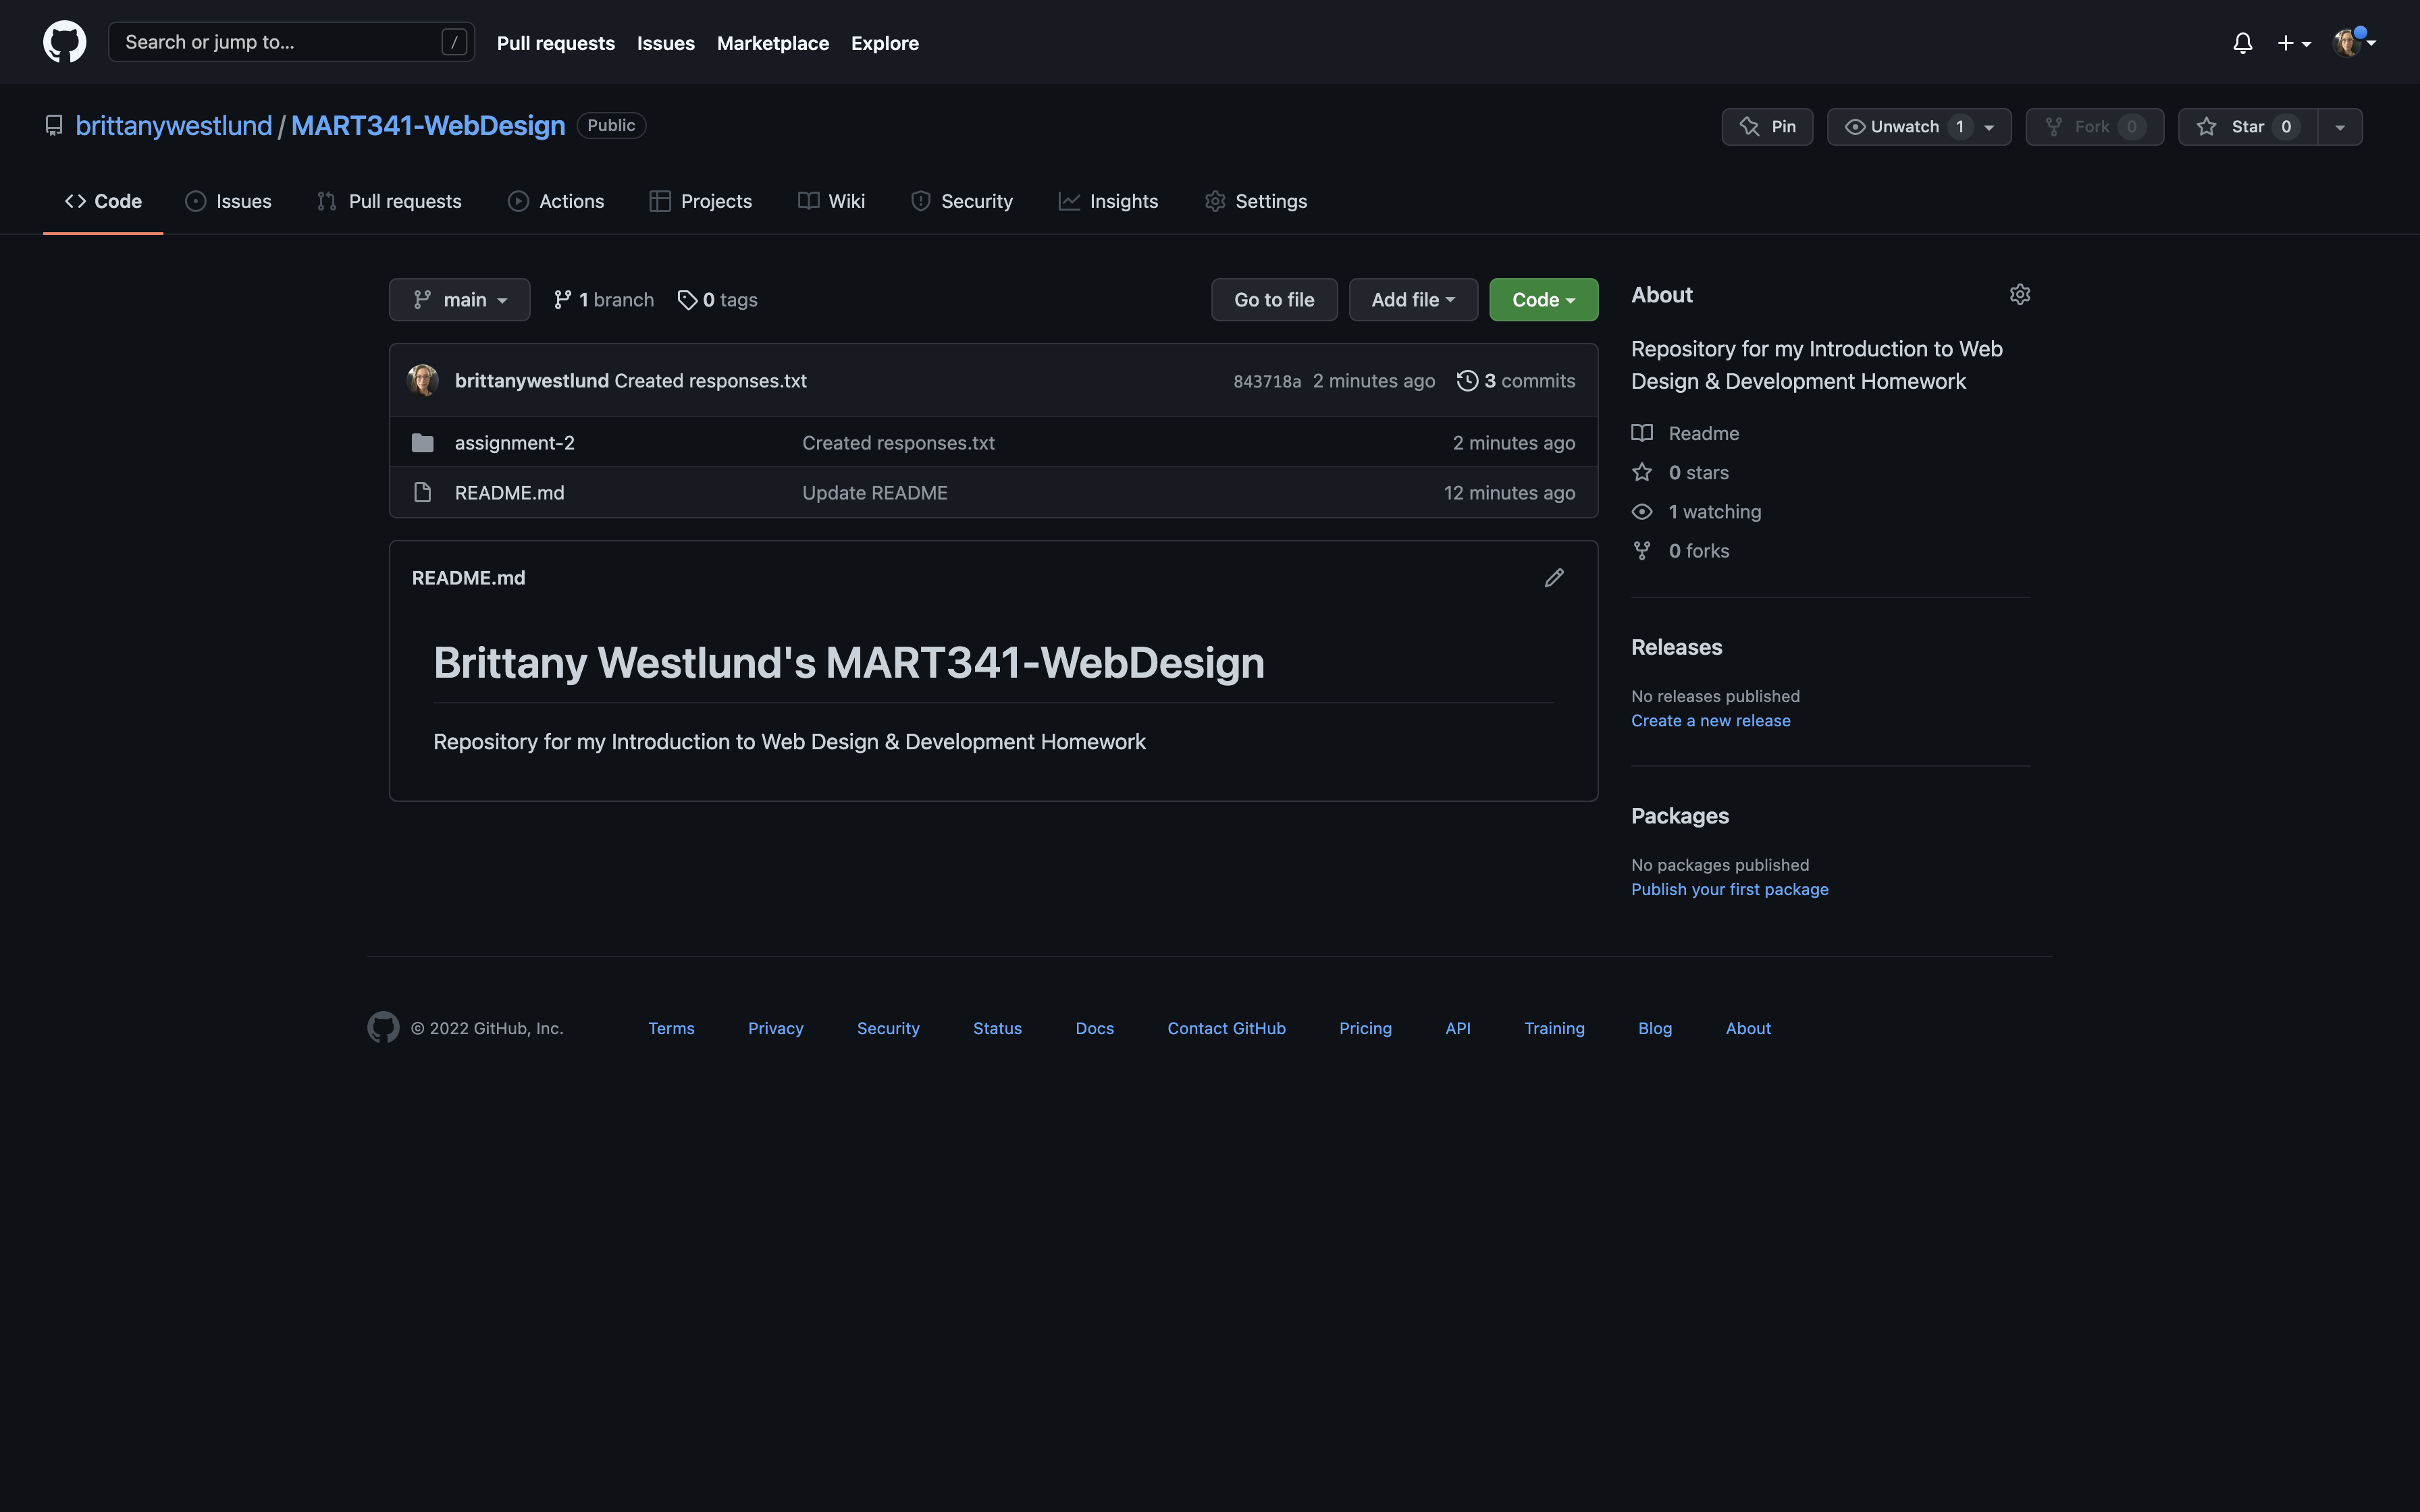 Search or jump to... /
Pull requests Issues Marketplace Explore
brittanywestlund / MART341-WebDesign Public
Pin Unwatch 1 Fork 0 Star 0
Code Issues Pull requests Actions Projects Wiki Security Insights Settings
main 1 branch 0 tags Go to file Add file Code
brittanywestlund Created responses.txt 843718a 2 minutes ago 3 commits
assignment-2 Created responses.txt 2 minutes ago
README.md Update README 12 minutes ago
README.md
Brittany Westlund's MART341-WebDesign
Repository for my Introduction to Web Design & Development Homework
About
Repository for my Introduction to Web
Design & Development Homework
Readme
0 stars
1 watching
0 forks
Releases
No releases published
Create a new release
Packages
No packages published
Publish your first package
© 2022 GitHub, Inc. Terms Privacy Security Status Docs Contact GitHub Pricing API Training Blog About